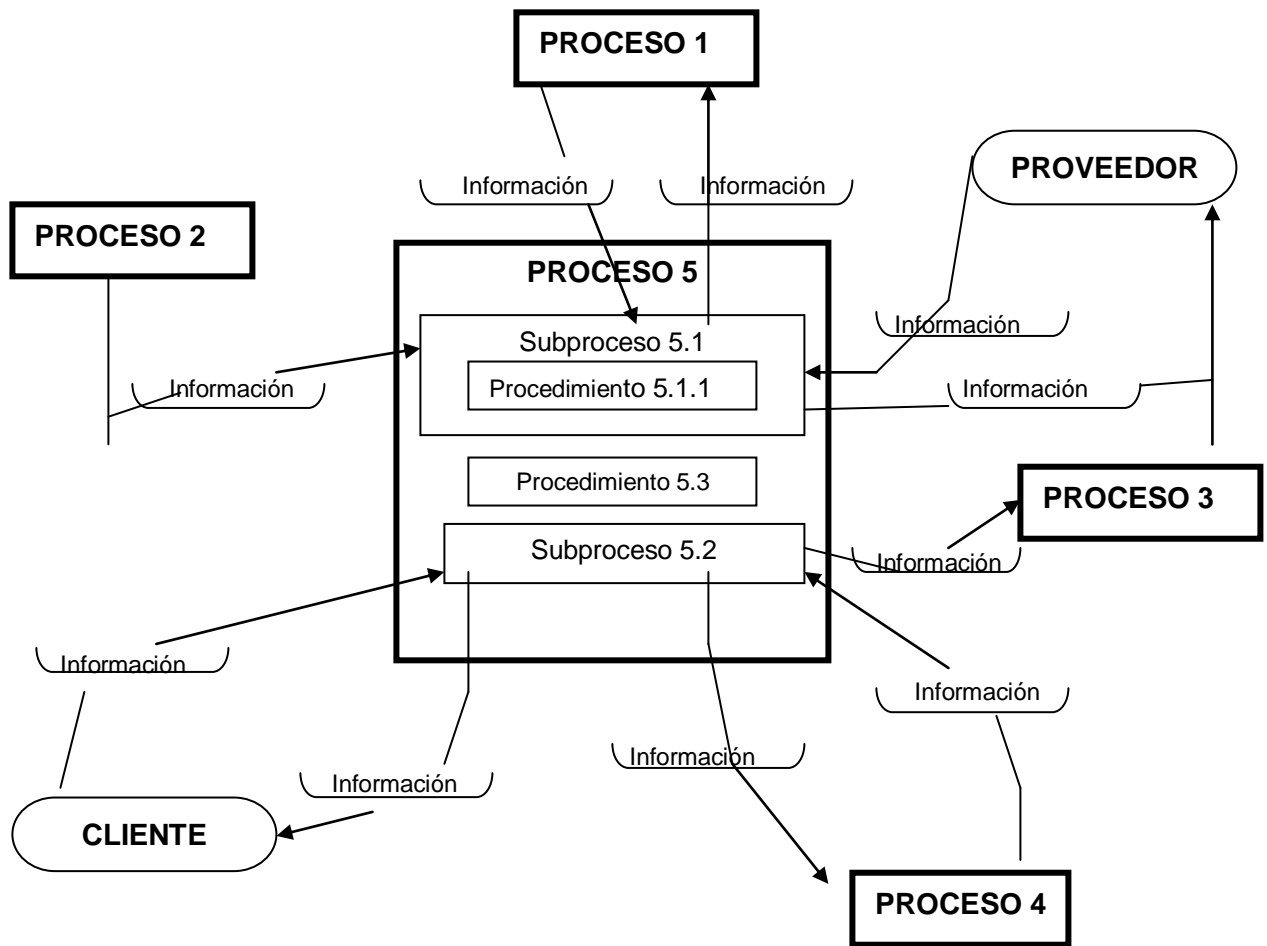 PROCESO 1
PROVEEDOR
Información
Información
PROCESO 2
PROCESO 5
Información
Subproceso 5.1
Información
Procedimiento 5.1.1
Información
Procedimiento 5.3
PROCESO 3
Subproceso 5.2
Información
Información
Información
Información
Información
CLIENTE
PROCESO 4